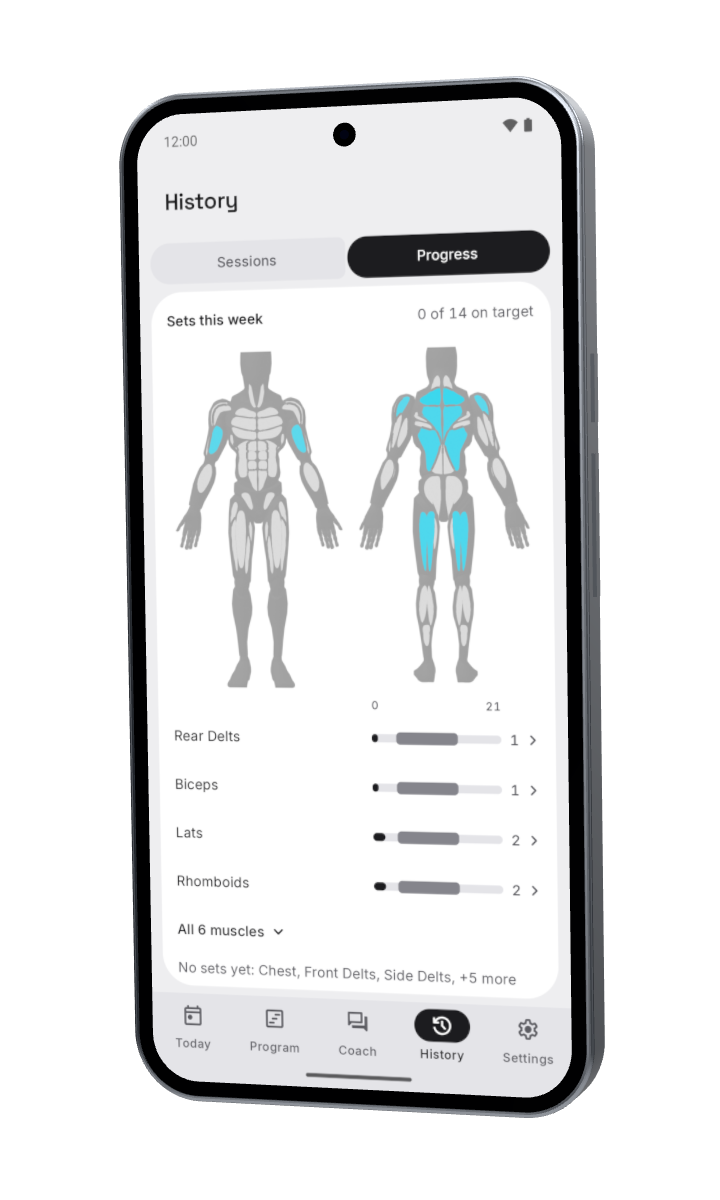 12:00
History
Sessions
Progress
Sets this week
0 of 14 on target
0
21
Rear Delts
1
Biceps
1
Lats
2
Rhomboids
2
All 6 muscles
No sets yet: Chest, Front Delts, Side Delts, +5 more
Today
Program
Coach
History
Settings